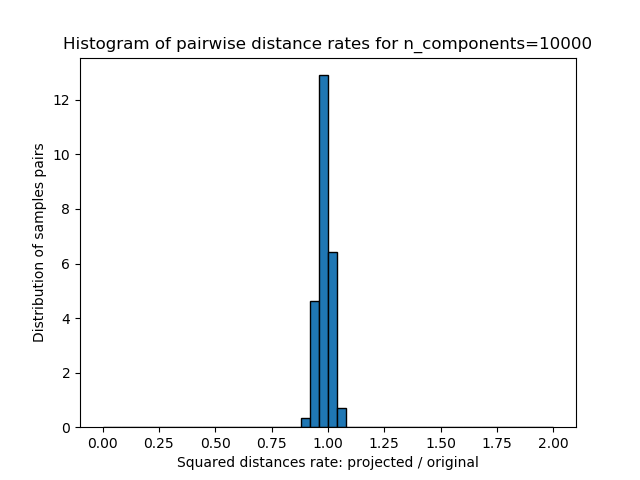 Histogram of pairwise distance rates for n_components=10000
Distribution of samples pairs
12
10
8
6
4
2
0
0.00 0.25 0.50 0.75 1.00 1.25 1.50 1.75 2.00
Squared distances rate: projected / original